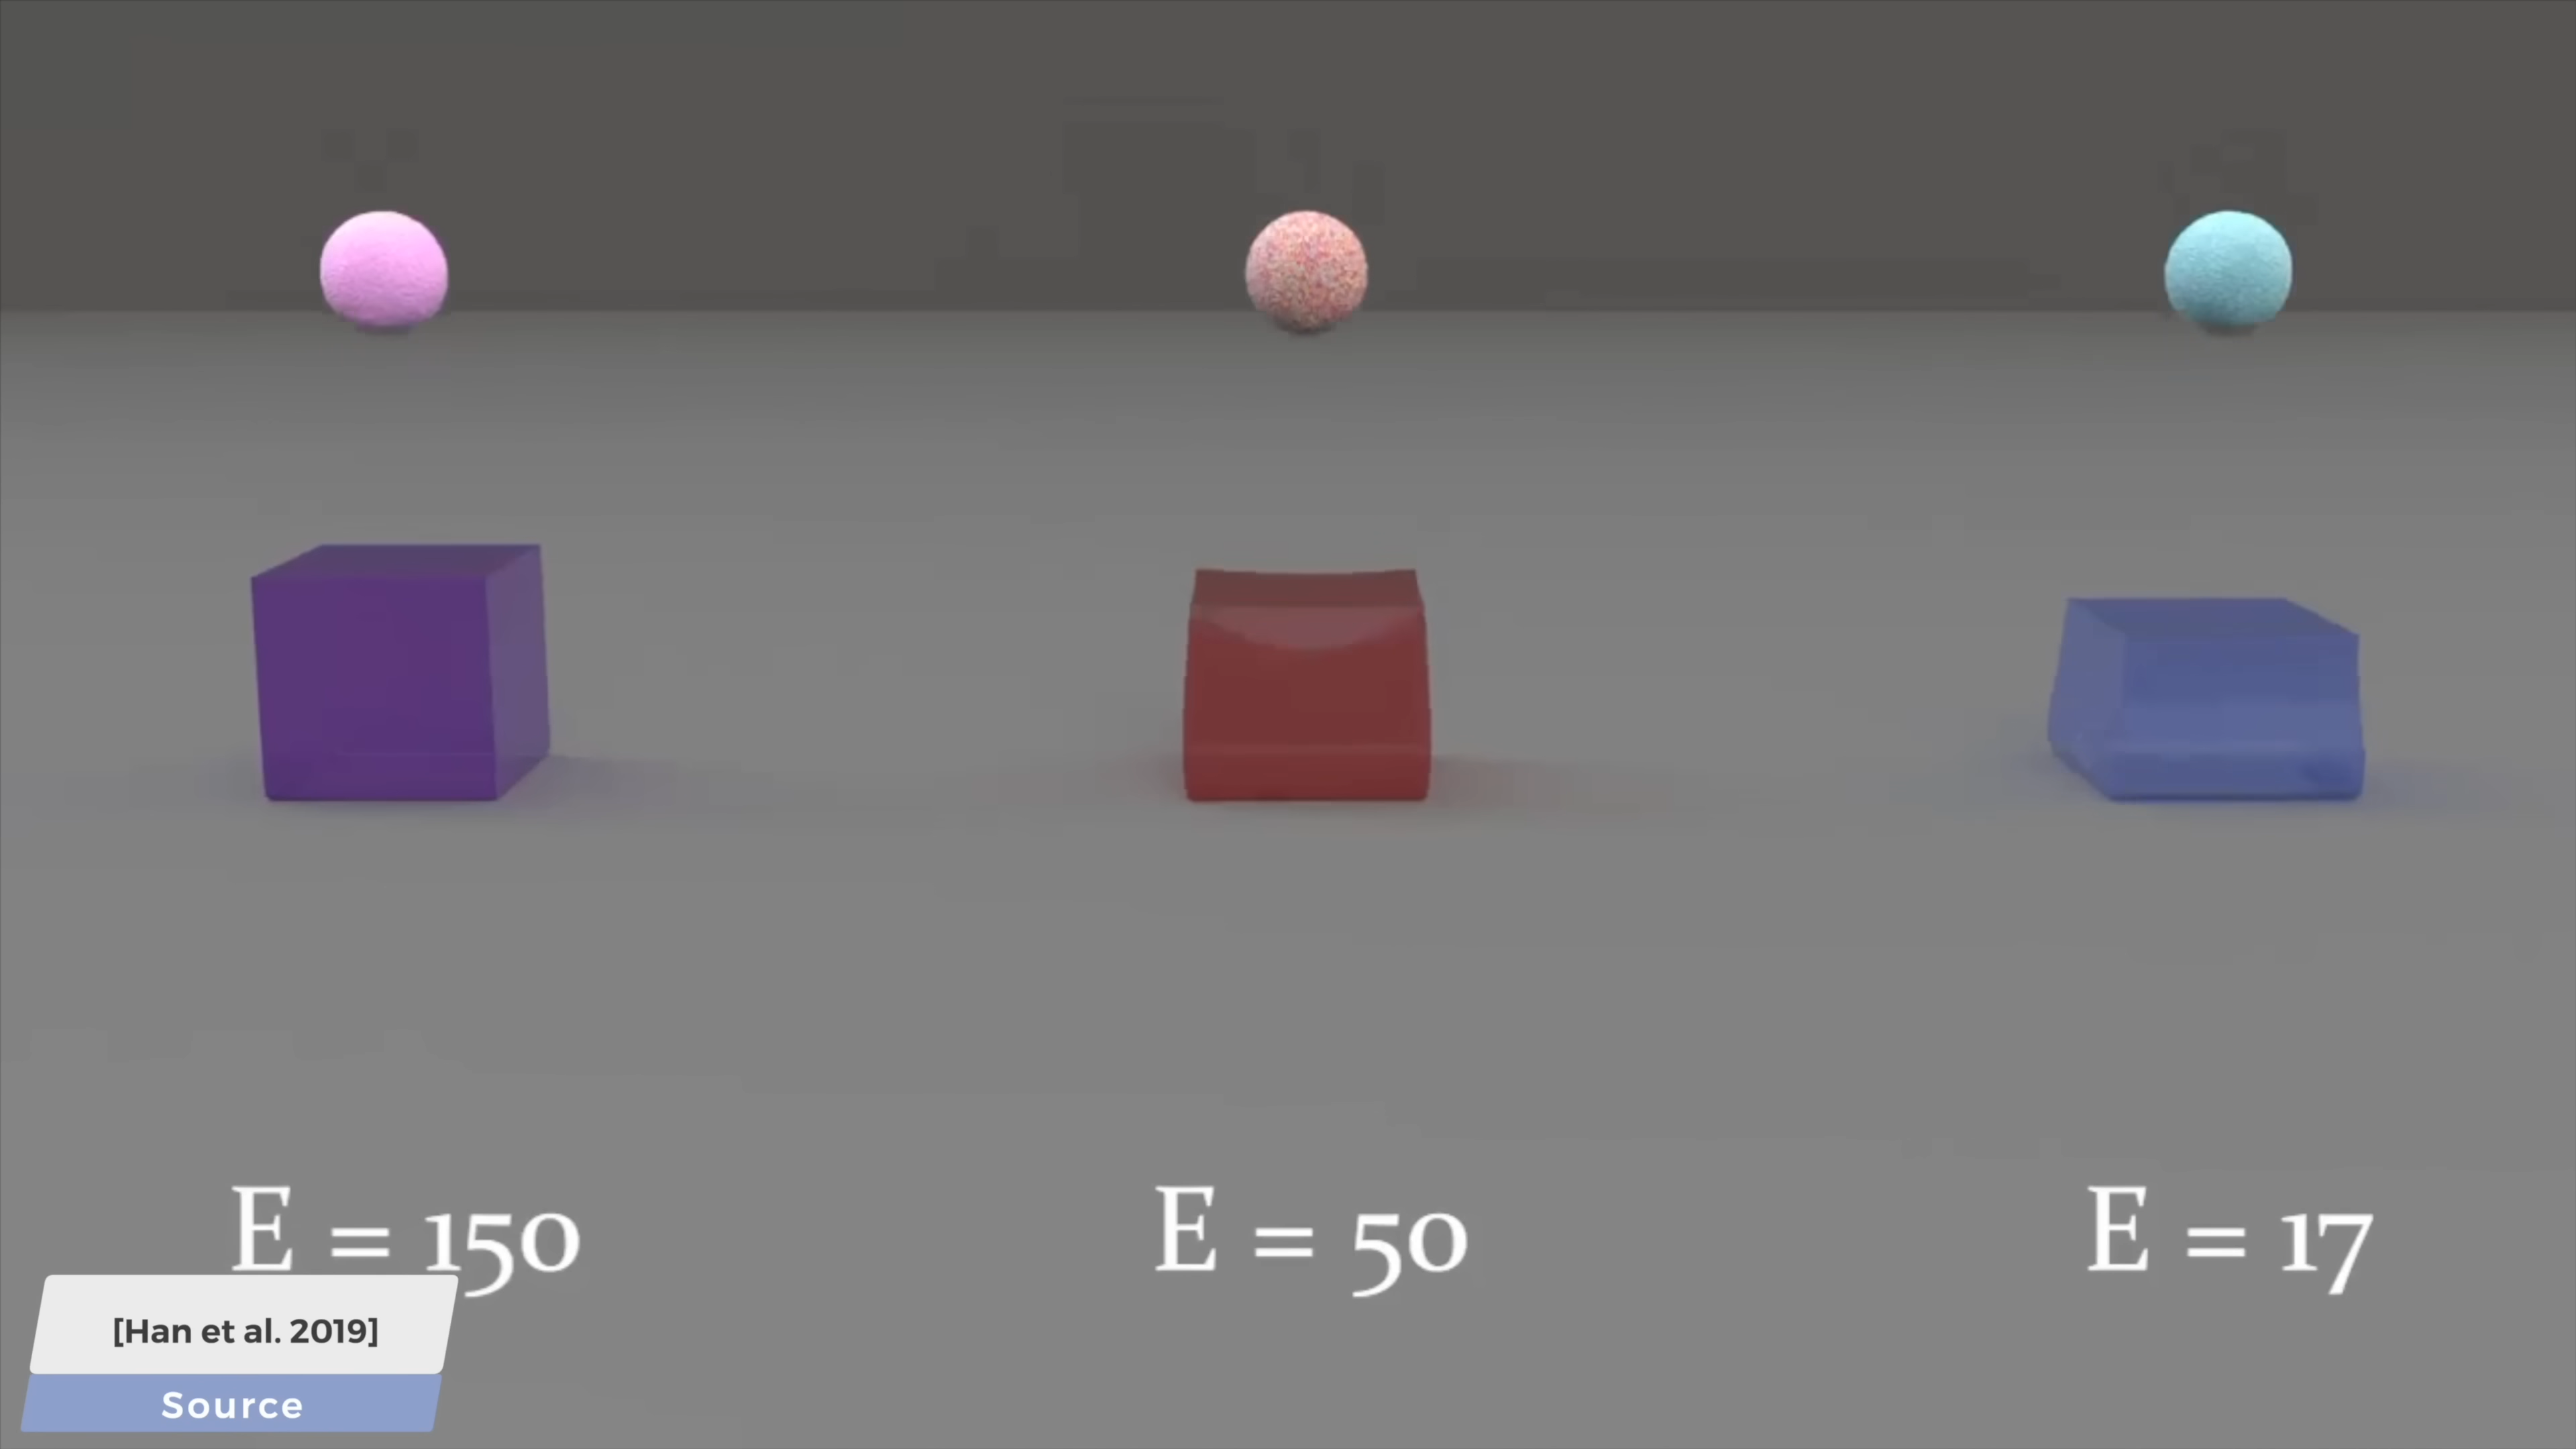 E = 150
E = 50
E = 17
[Han et al. 2019]
Source